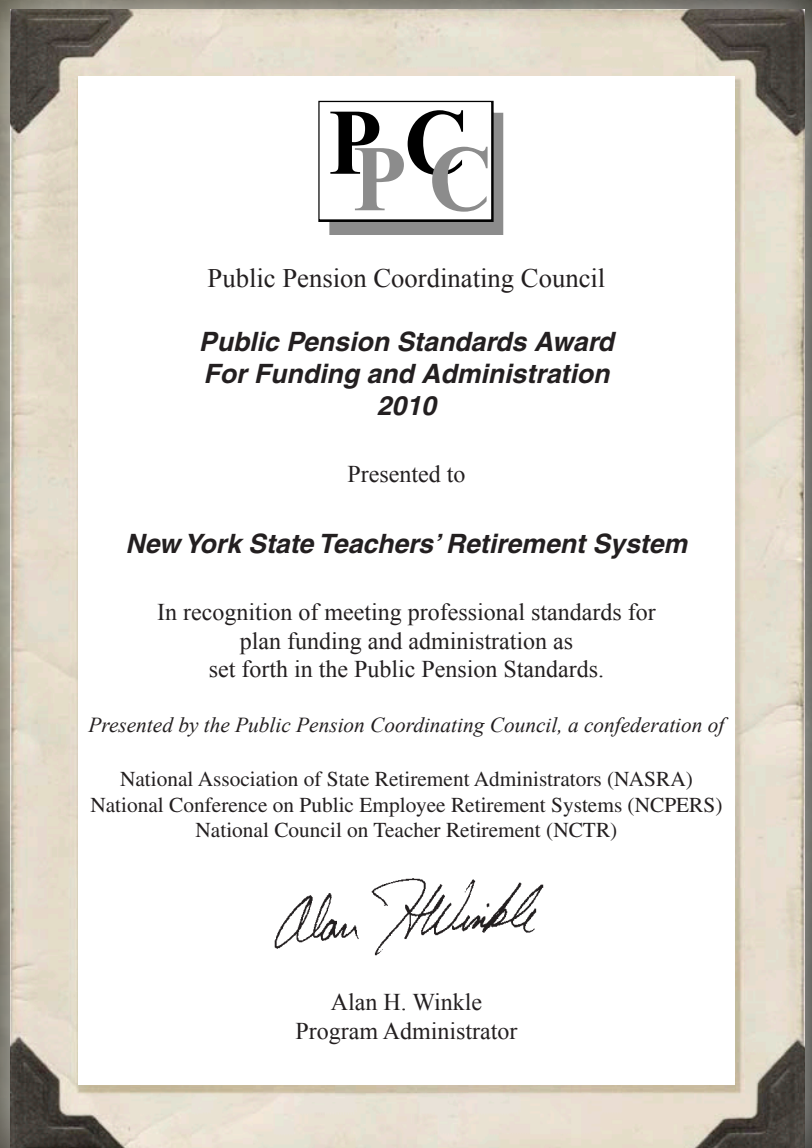 P C
P C
Public Pension Coordinating Council
Public Pension Standards Award
For Funding and Administration
2010
Presented to
New York State Teachers’ Retirement System
In recognition of meeting professional standards for
plan funding and administration as
set forth in the Public Pension Standards.
Presented by the Public Pension Coordinating Council, a confederation of
National Association of State Retirement Administrators (NASRA)
National Conference on Public Employee Retirement Systems (NCPERS)
National Council on Teacher Retirement (NCTR)
Alan H Winkle
Alan H. Winkle
Program Administrator